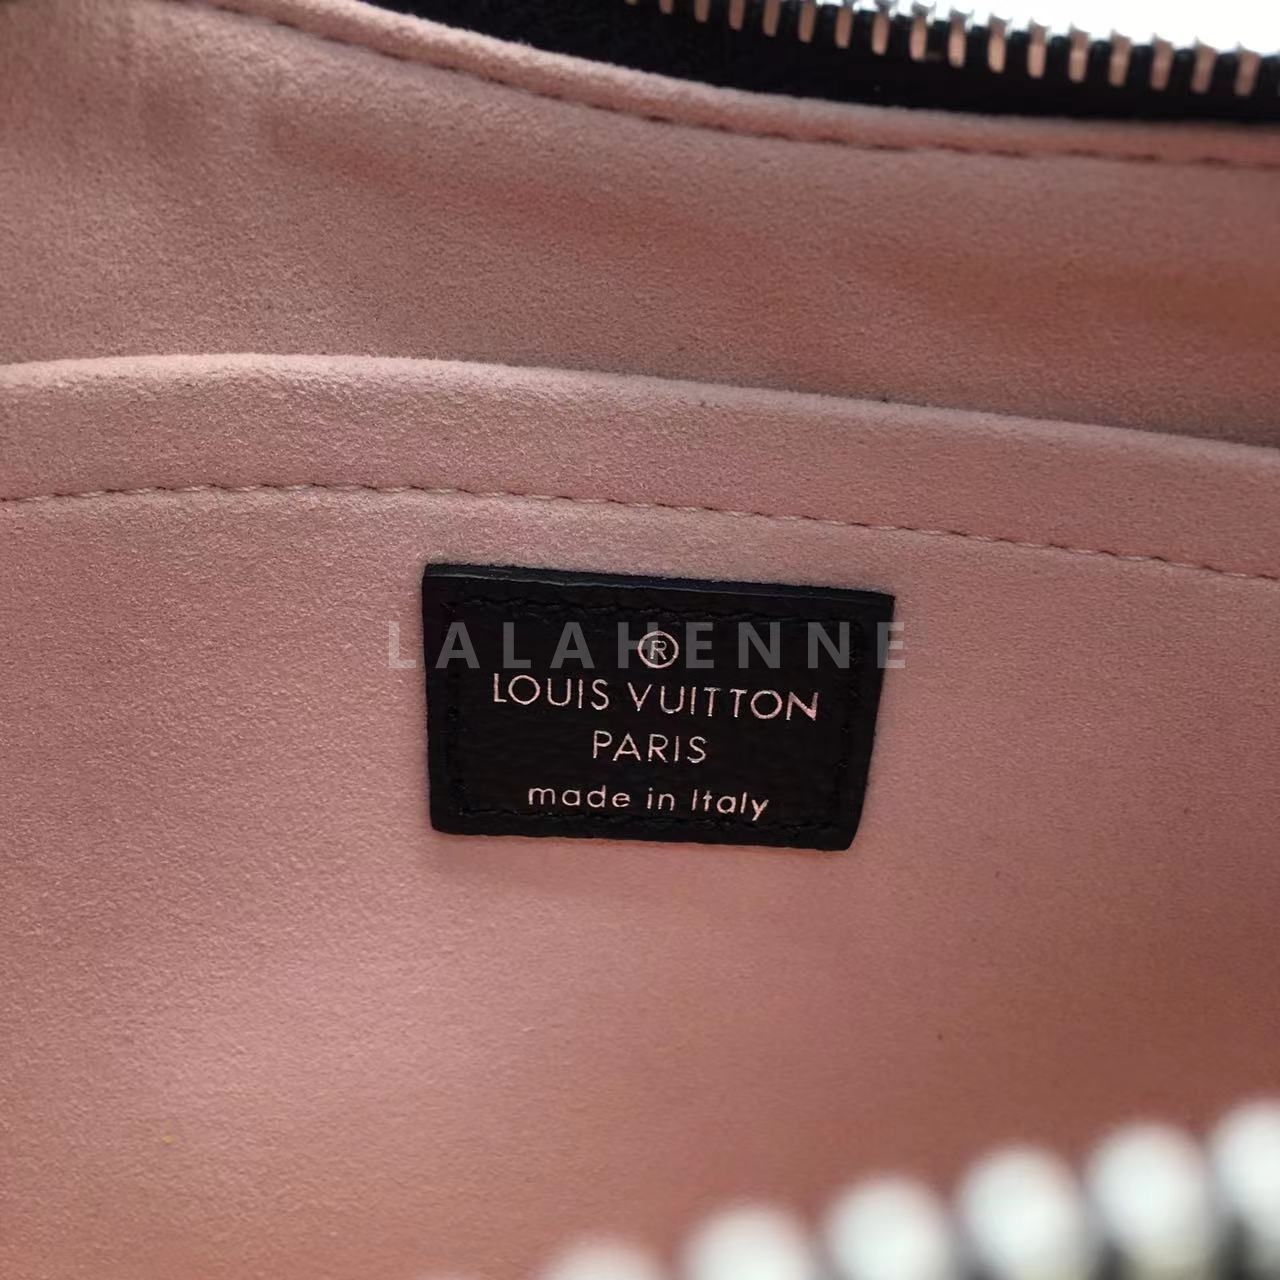 LALAHENNE
®
LOUIS VUITTON
PARIS
made in Italy